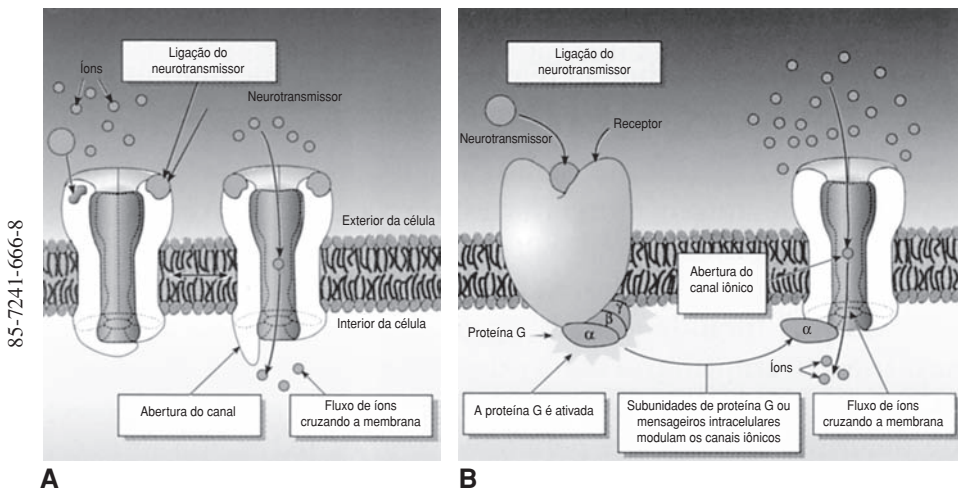 85-7241-666-8
Íons
Ligação do
neurotransmissor
Neurotransmissor
Exterior da célula
Interior da célula
Abertura do canal
Fluxo de íons
cruzando a membrana
A
Ligação do
neurotransmissor
Neurotransmissor
Receptor
Abertura do
canal iônico
Proteína G
α
β
γ
α
Íons
A proteína G é ativada
Subunidades de proteína G ou
mensageiros intracelulares
modulam os canais iônicos
Fluxo de íons
cruzando a membrana
B